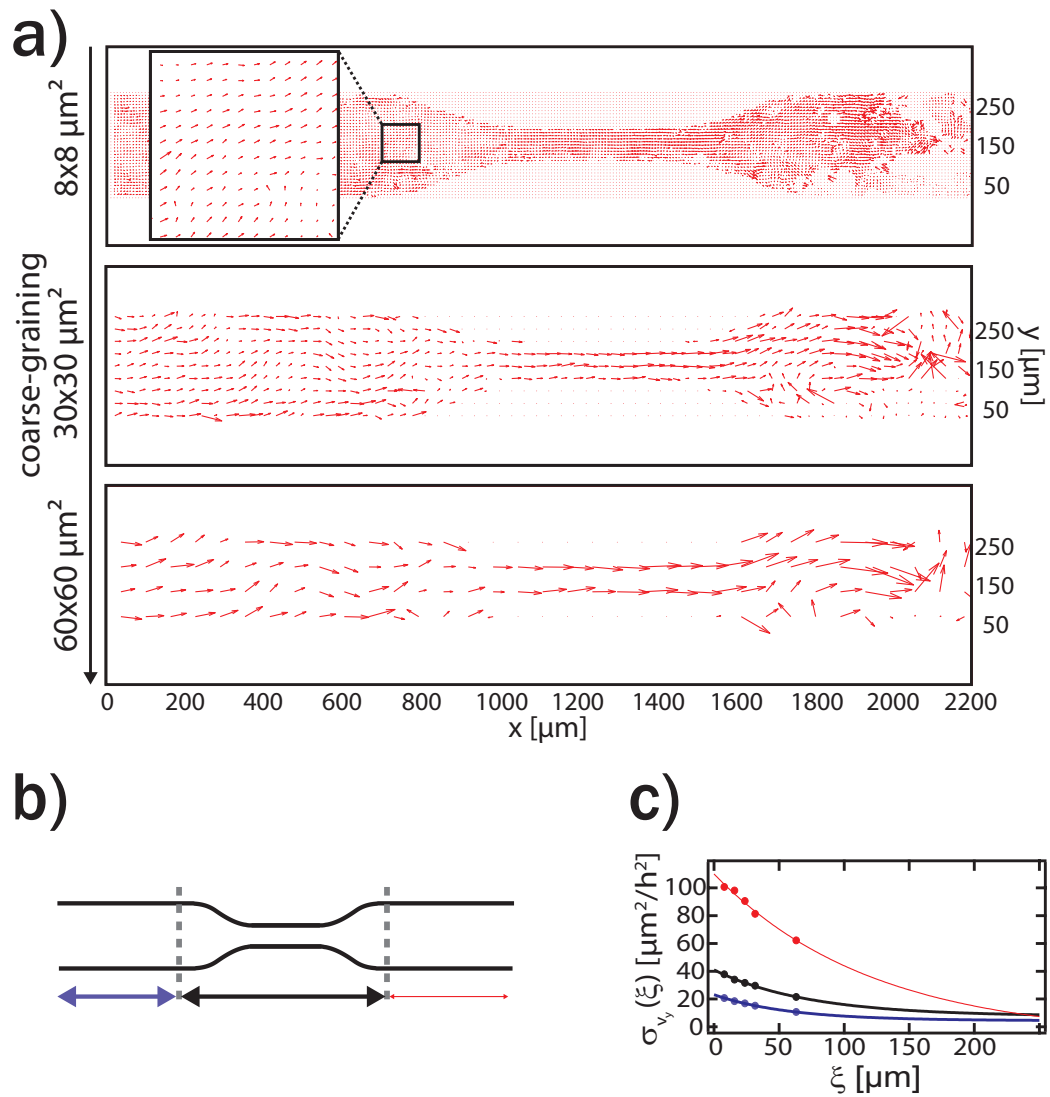 a)
8x8 µm²
250
150
50
coarse-graining
30x30 µm²
250
150
50
y [µm]
60x60 µm²
250
150
50
0 200 400 600 800 1000 1200 1400 1600 1800 2000 2200
x [µm]
b)
c)
σ_{v_y}(ξ) [µm²/h²]
100
80
60
40
20
0
0 50 100 150 200
ξ [µm]